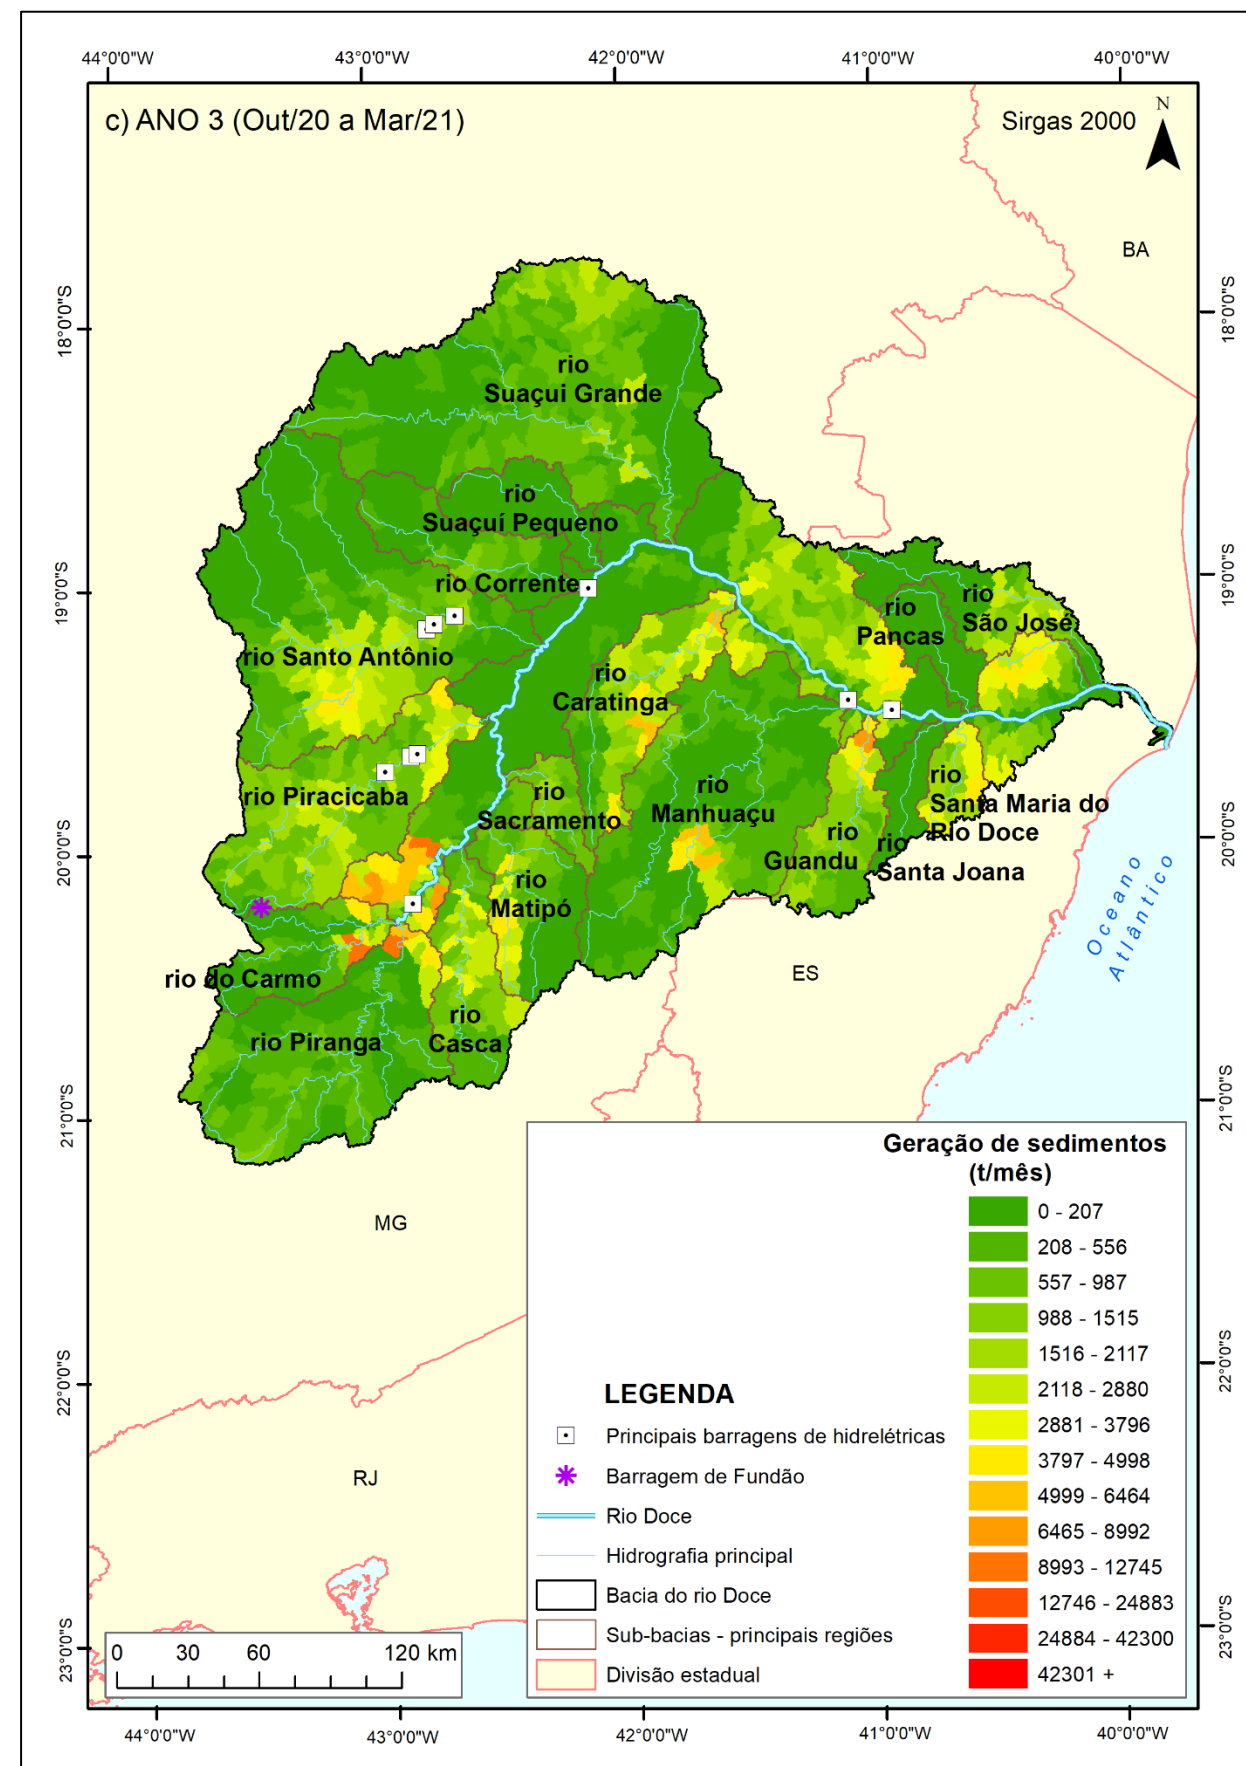 44°0'0"W
43°0'0"W
42°0'0"W
41°0'0"W
40°0'0"W
c) ANO 3 (Out/20 a Mar/21)
Sirgas 2000
N
BA
18°0'0"S
18°0'0"S
rio
Suaçui Grande
rio
Suaçuí Pequeno
rio Corrente
19°0'0"S
19°0'0"S
rio
Pancas
rio
São José
rio Santo Antônio
rio
Caratinga
rio Piracicaba
rio
Sacramento
rio
Manhuaçu
rio
Santa Maria do
Rio Doce
rio
Guandu
rio
Santa Joana
20°0'0"S
20°0'0"S
rio
Matipó
Oceano
Atlântico
ES
rio do Carmo
rio
Casca
rio Piranga
21°0'0"S
21°0'0"S
MG
RJ
22°0'0"S
22°0'0"S
23°0'0"S
23°0'0"S
Geração de sedimentos
(t/mês)
0 - 207
208 - 556
557 - 987
988 - 1515
1516 - 2117
2118 - 2880
2881 - 3796
3797 - 4998
4999 - 6464
6465 - 8992
8993 - 12745
12746 - 24883
24884 - 42300
42301 +
LEGENDA
Principais barragens de hidrelétricas
Barragem de Fundão
Rio Doce
Hidrografia principal
Bacia do rio Doce
Sub-bacias - principais regiões
Divisão estadual
0 30 60 120 km
44°0'0"W
43°0'0"W
42°0'0"W
41°0'0"W
40°0'0"W